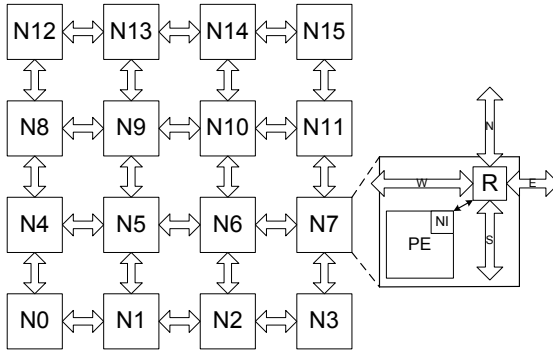 N12 N13 N14 N15
N8 N9 N10 N11
N4 N5 N6 N7
N0 N1 N2 N3
N
W R E
NI
PE S